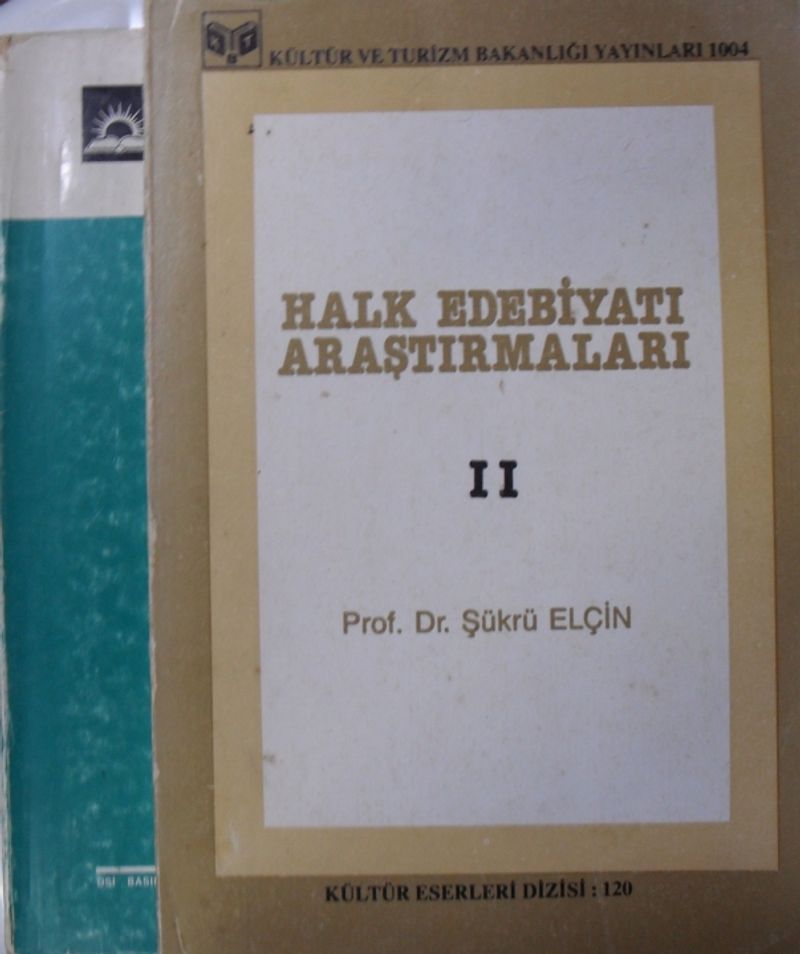 KÜLTÜR VE TURİZM BAKANLIĞI YAYINLARI 1004
HALK EDEBİYATI
ARAŞTIRMALARI
II
Prof. Dr. Şükrü ELÇİN
KÜLTÜR ESERLERİ DİZİSİ : 120